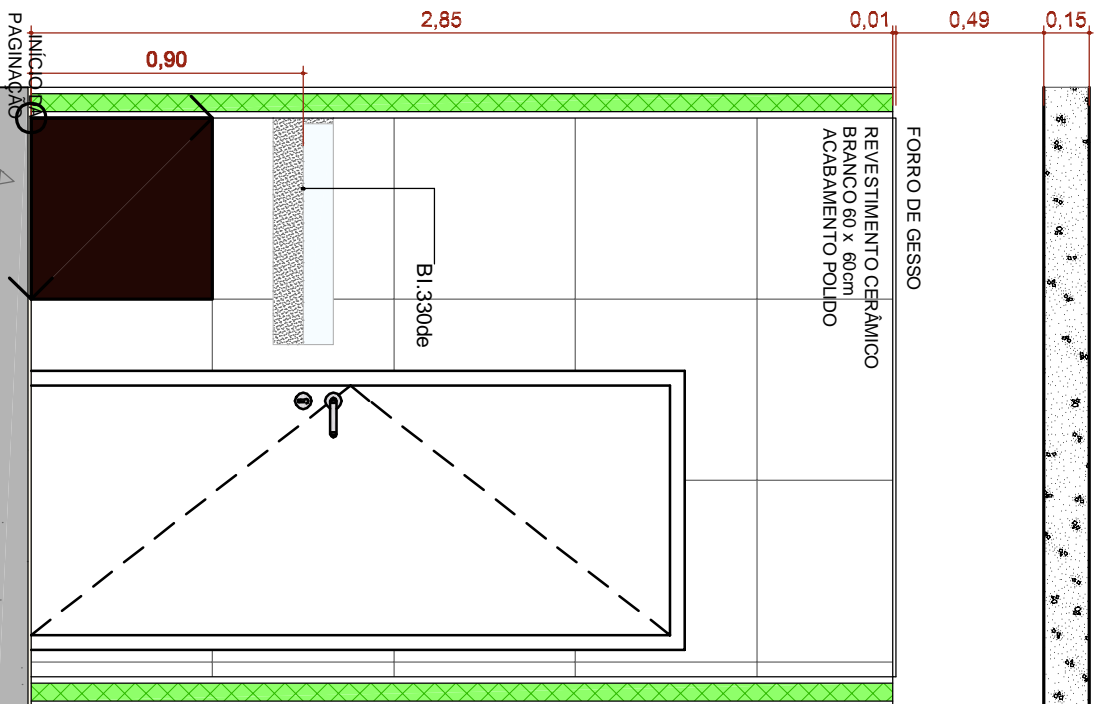 2,85
0,01
0,49
0,15
0,90
INÍCIO DA
PAGINAÇÃO
FORRO DE GESSO
REVESTIMENTO CERÂMICO
BRANCO 60 x 60cm
ACABAMENTO POLIDO
BI.330de